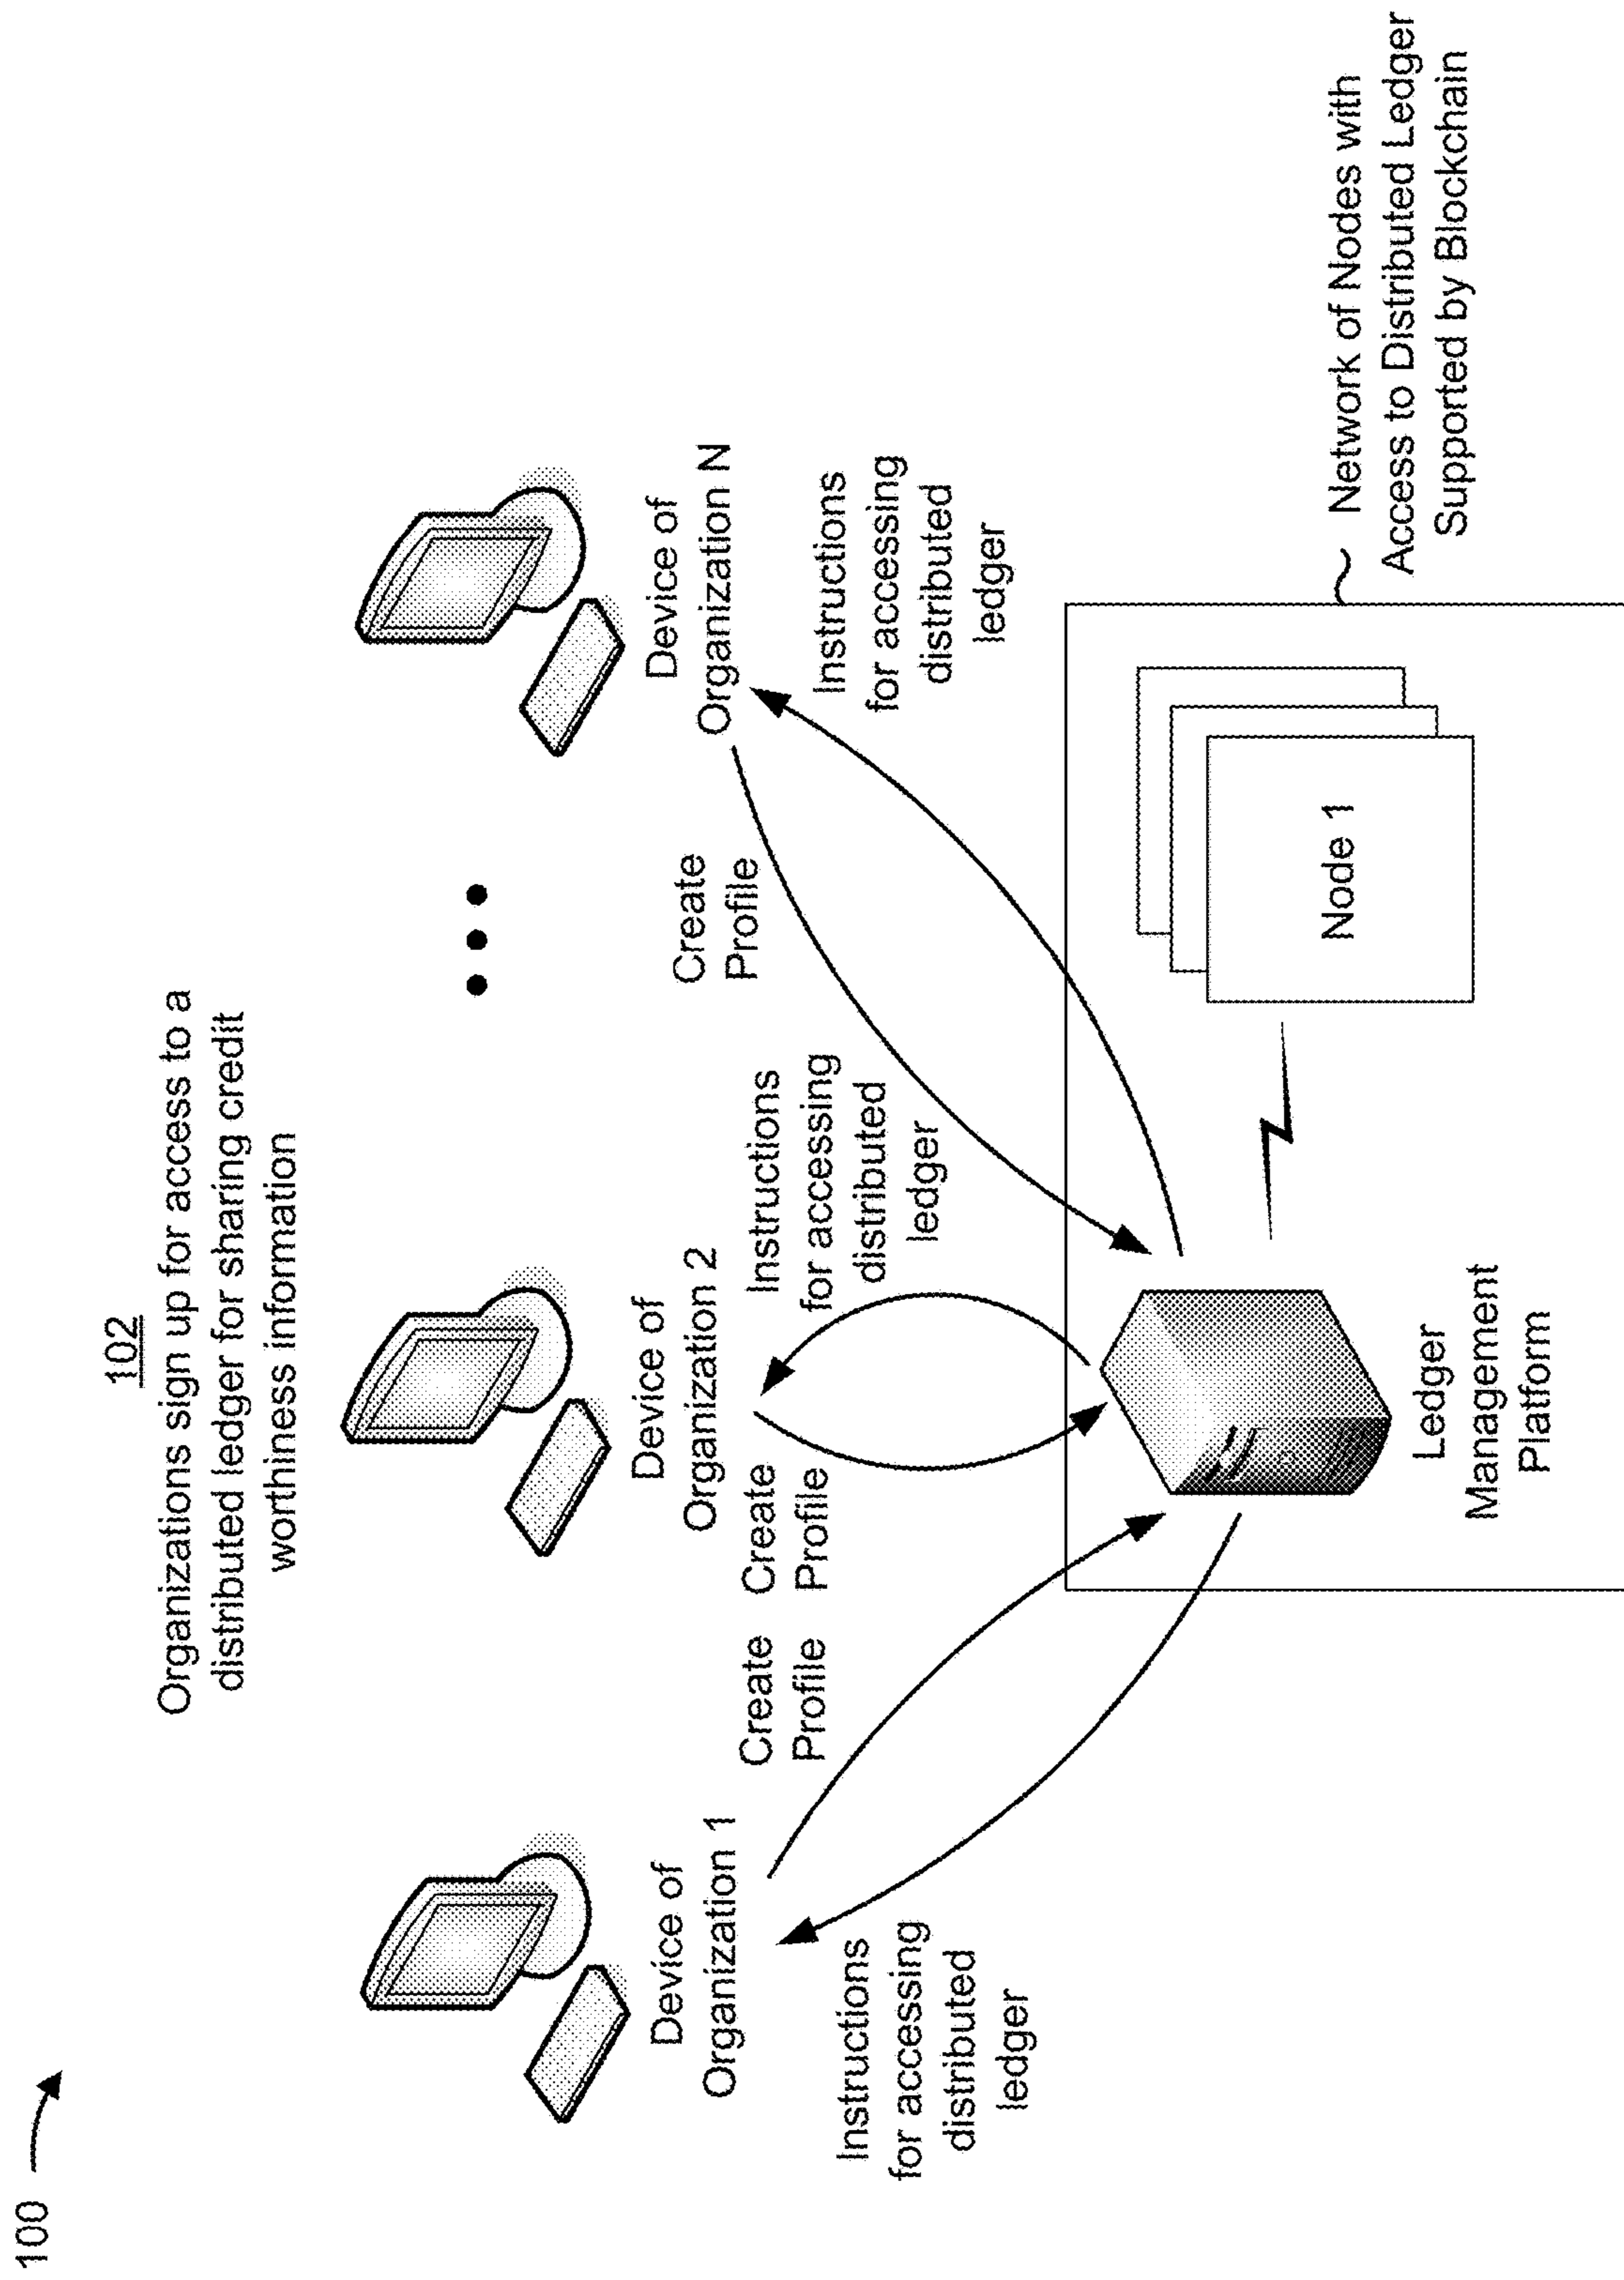 100
102
Organizations sign up for access to a
distributed ledger for sharing credit
worthiness information
Device of
Organization 1
Device of
Organization 2
Device of
Organization N
Create
Profile
Create
Profile
Create
Profile
Instructions
for accessing
distributed
ledger
Instructions
for accessing
distributed
ledger
Instructions
for accessing
distributed
ledger
Ledger
Management
Platform
Node 1
Network of Nodes with
Access to Distributed Ledger
Supported by Blockchain